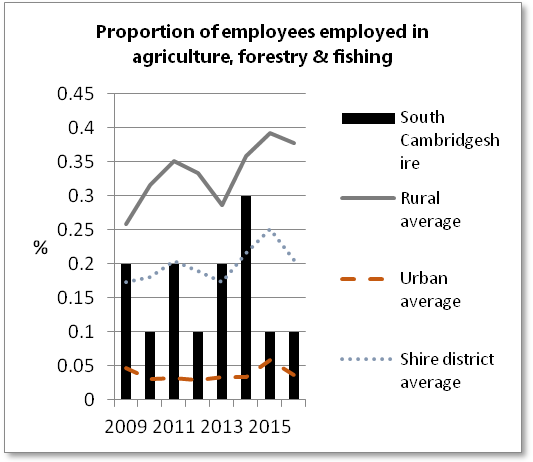 Proportion of employees employed in
agriculture, forestry & fishing
0.45
0.4
0.35
0.3
0.25
0.2
0.15
0.1
0.05
0
%
2009 2011 2013 2015
South
Cambridgesh
ire
Rural
average
Urban
average
Shire district
average